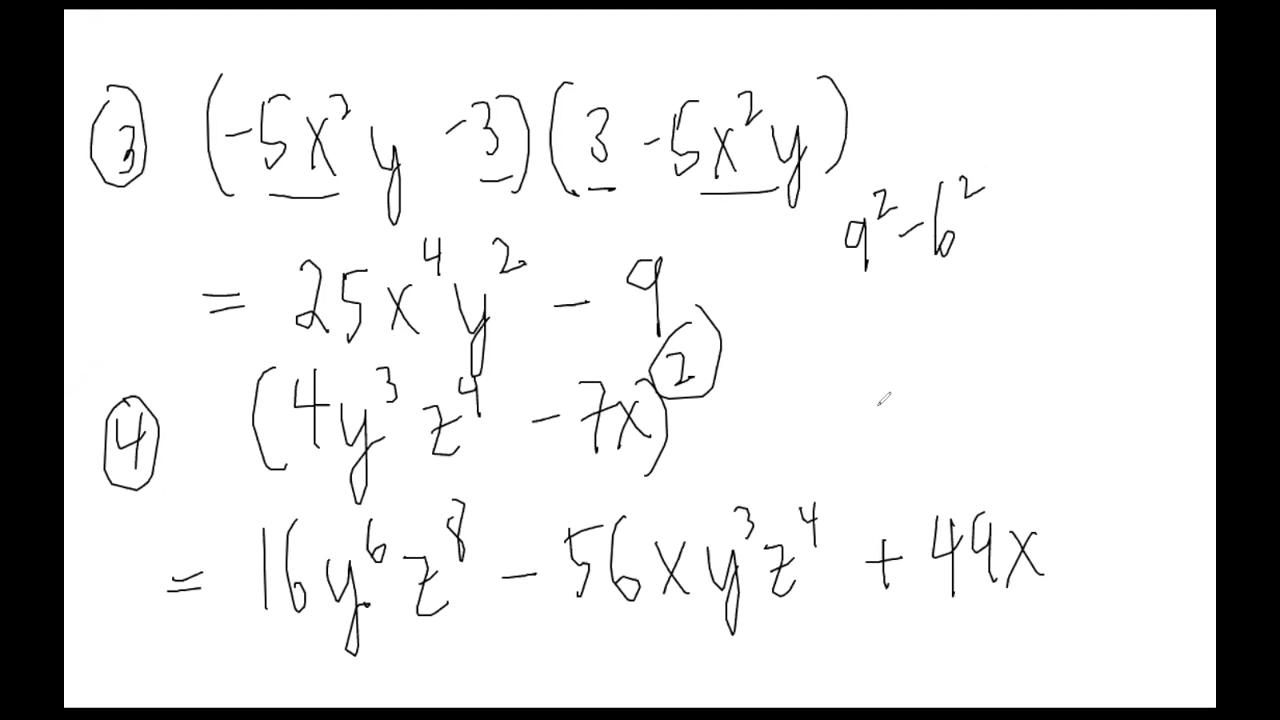 ③ (-5x²y -3)(3 -5x²y)
a² - b²
= 25x⁴y² - 9
④ (4y³z⁴ - 7x)²
= 16y⁶z⁸ - 56xy³z⁴ + 49x